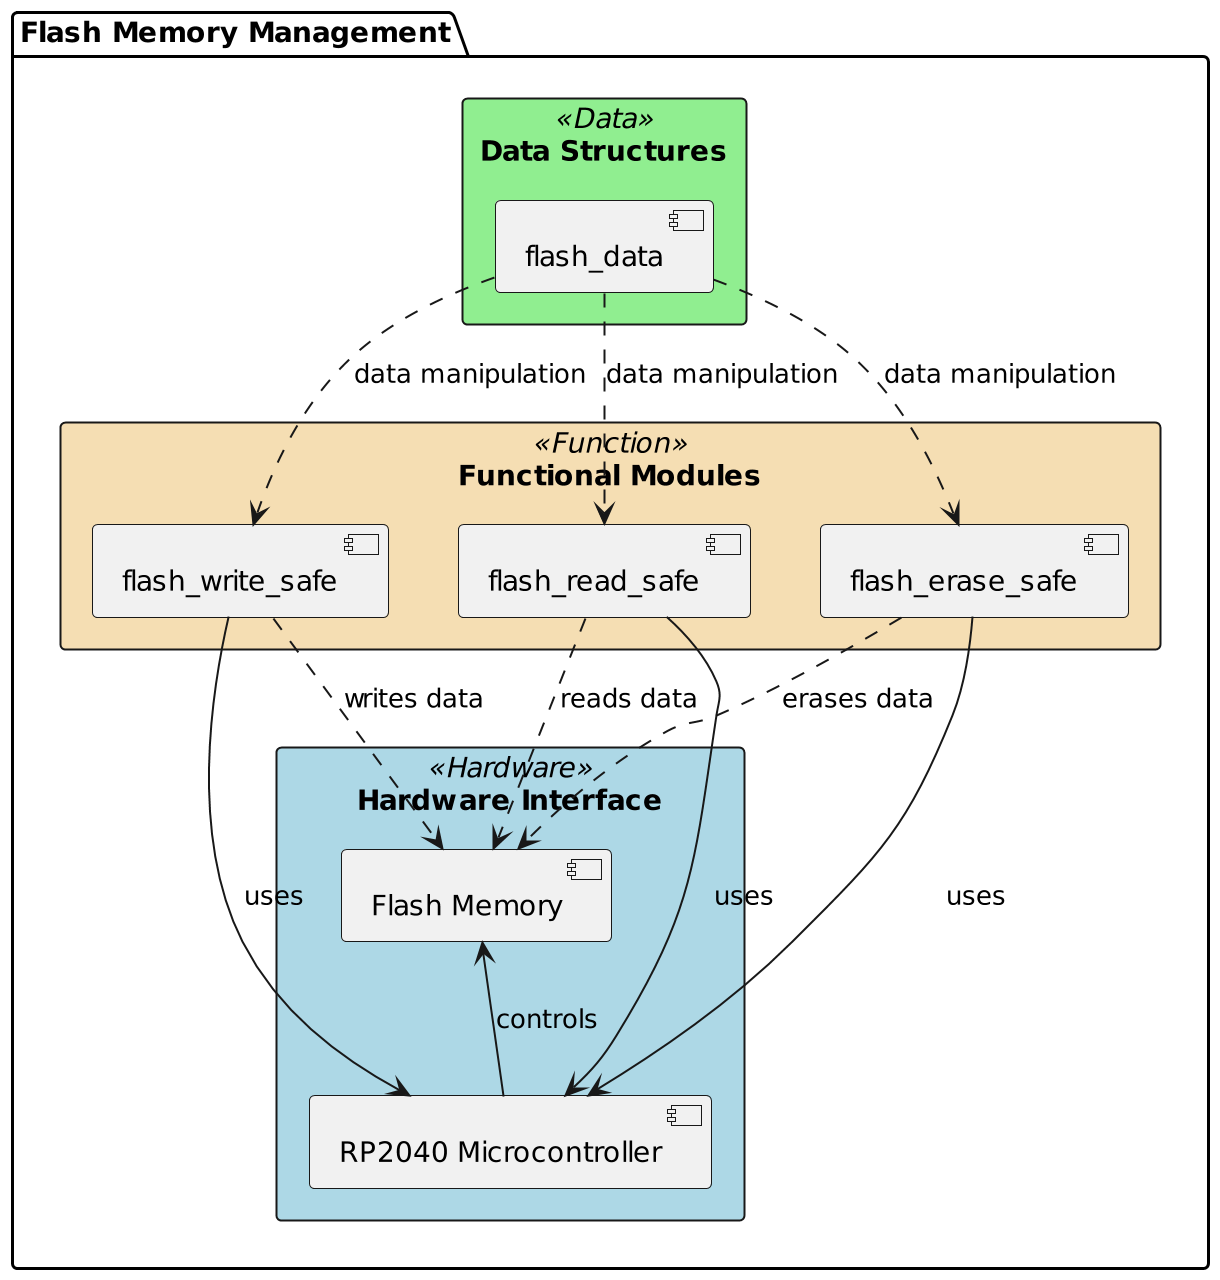 Flash Memory Management
«Data»
Data Structures
flash_data
data manipulation
data manipulation
data manipulation
«Function»
Functional Modules
flash_write_safe
flash_read_safe
flash_erase_safe
writes data
reads data
erases data
«Hardware»
Hardware Interface
Flash Memory
uses
uses
uses
controls
RP2040 Microcontroller